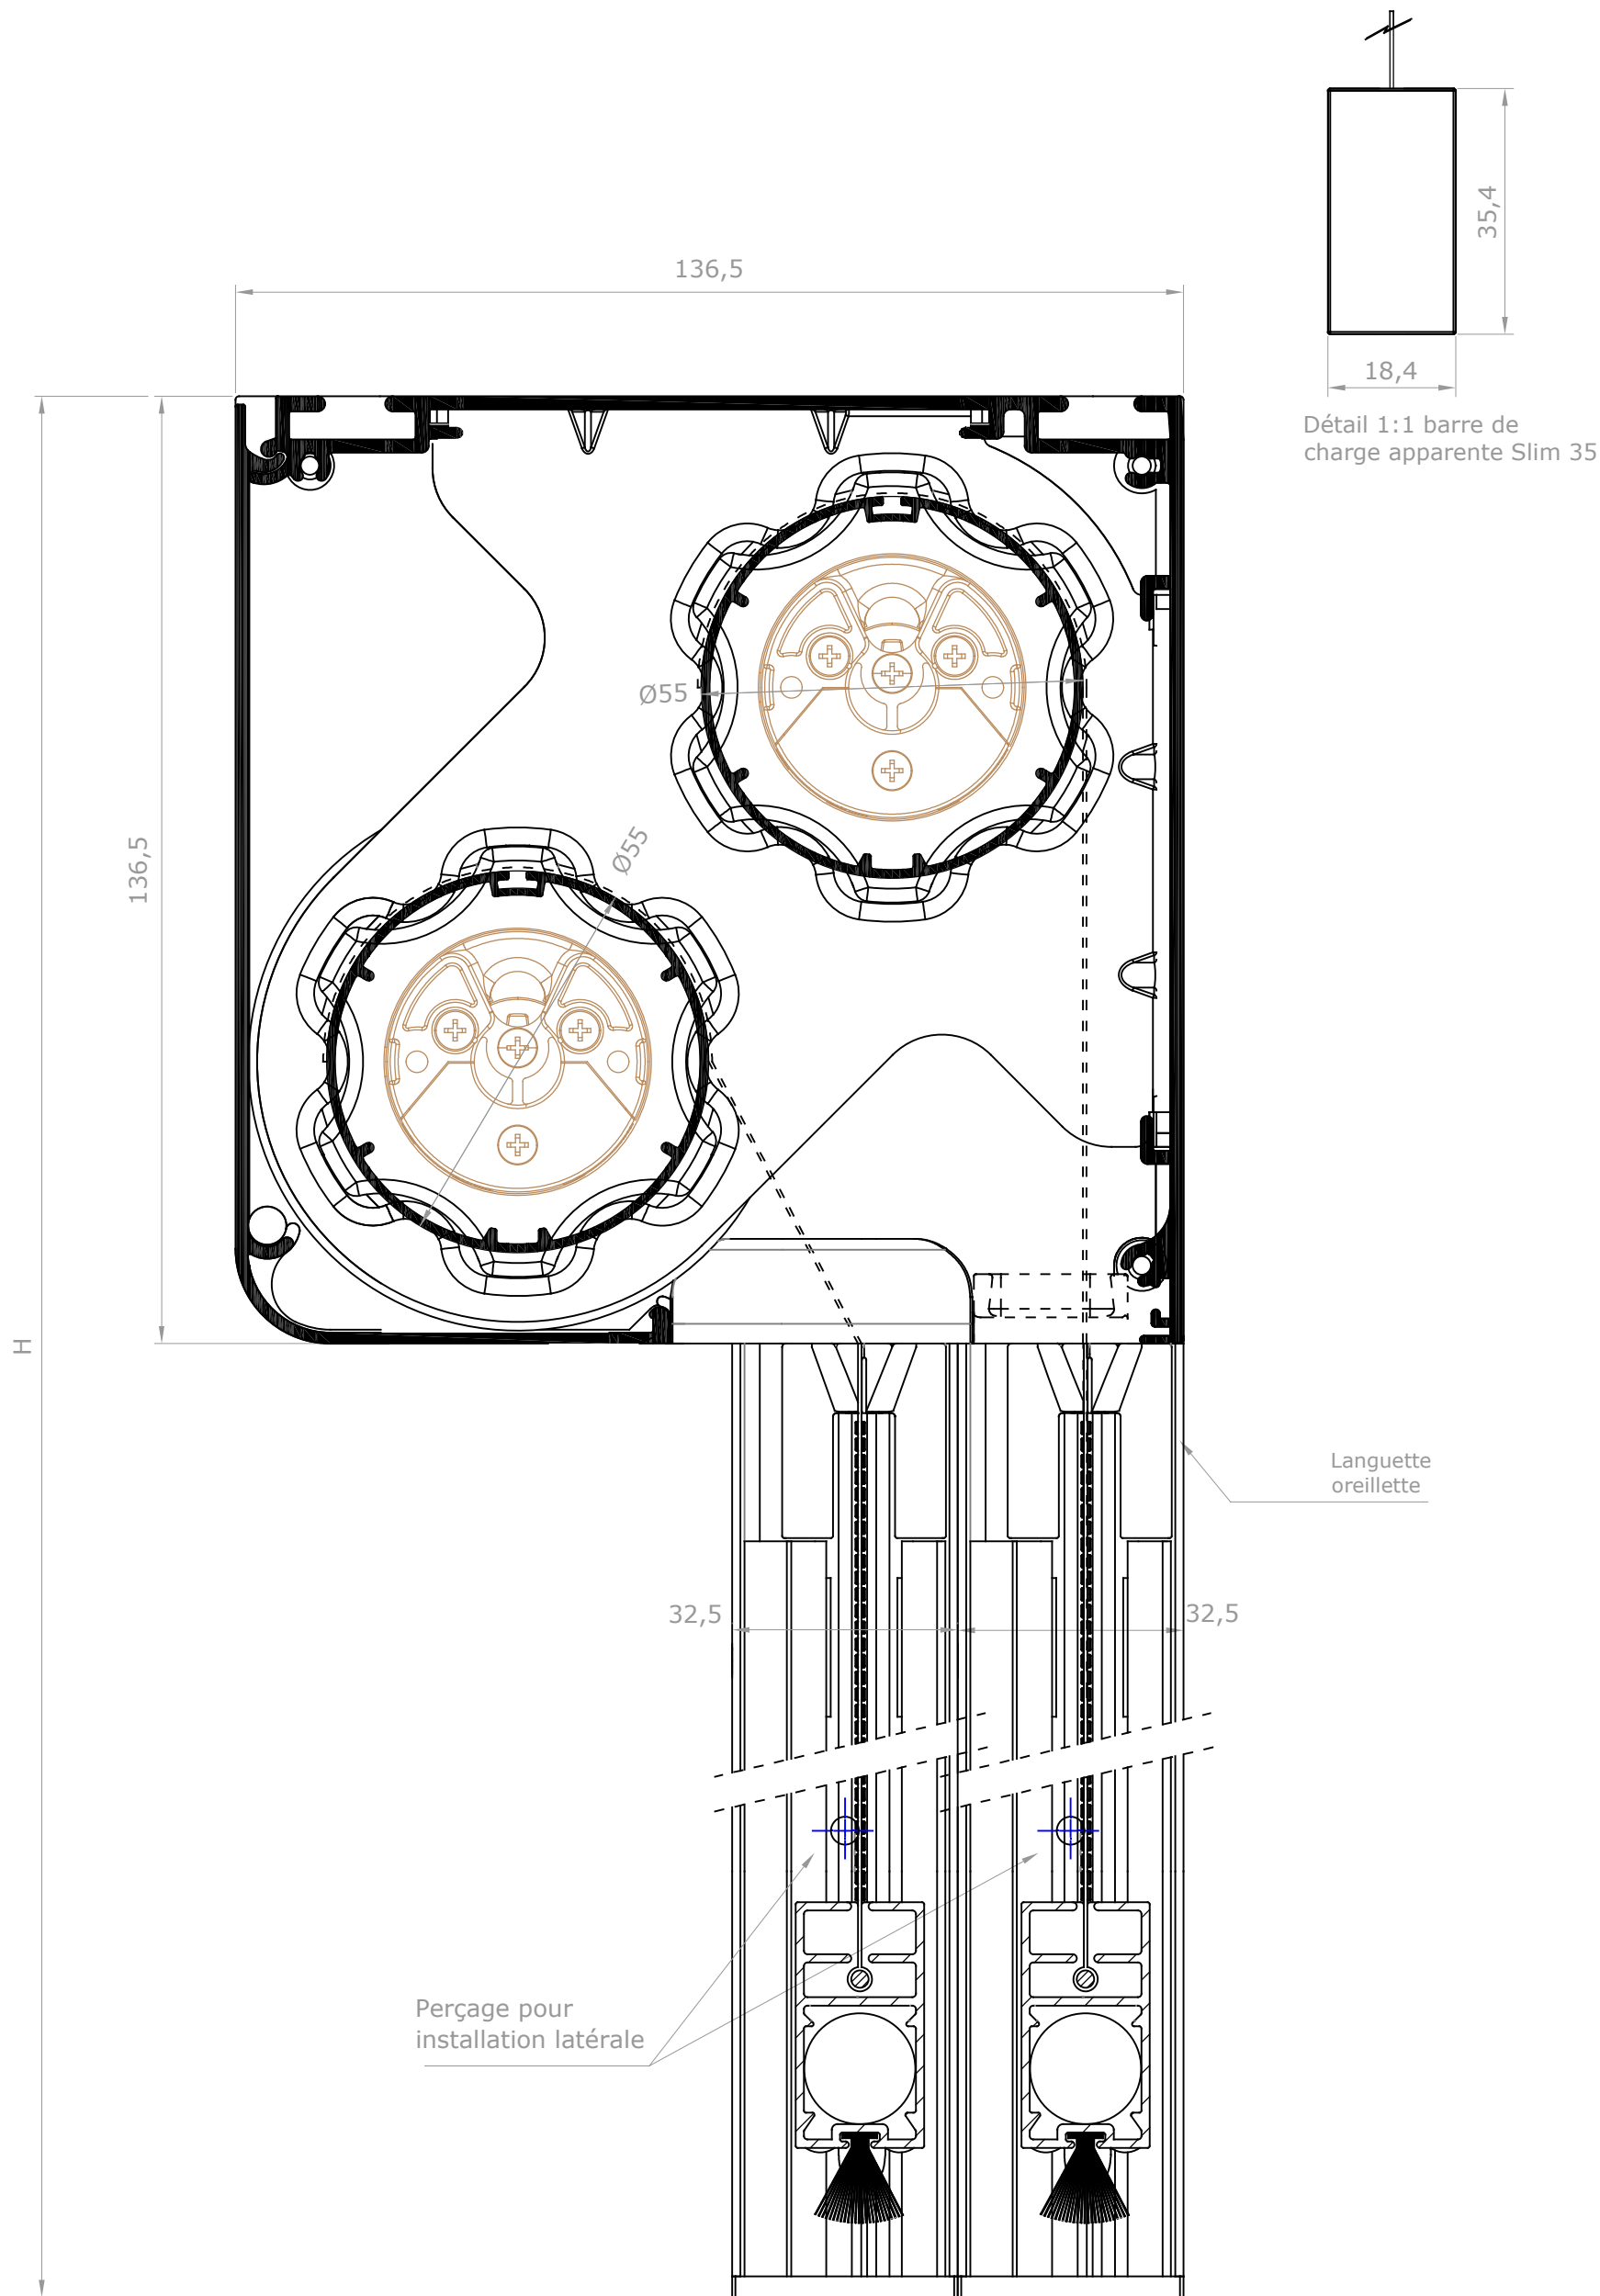 35,4
18,4
Détail 1:1 barre de
charge apparente Slim 35
136,5
136,5
Ø55
Ø55
H
Languette
oreillette
32,5
32,5
Perçage pour
installation latérale